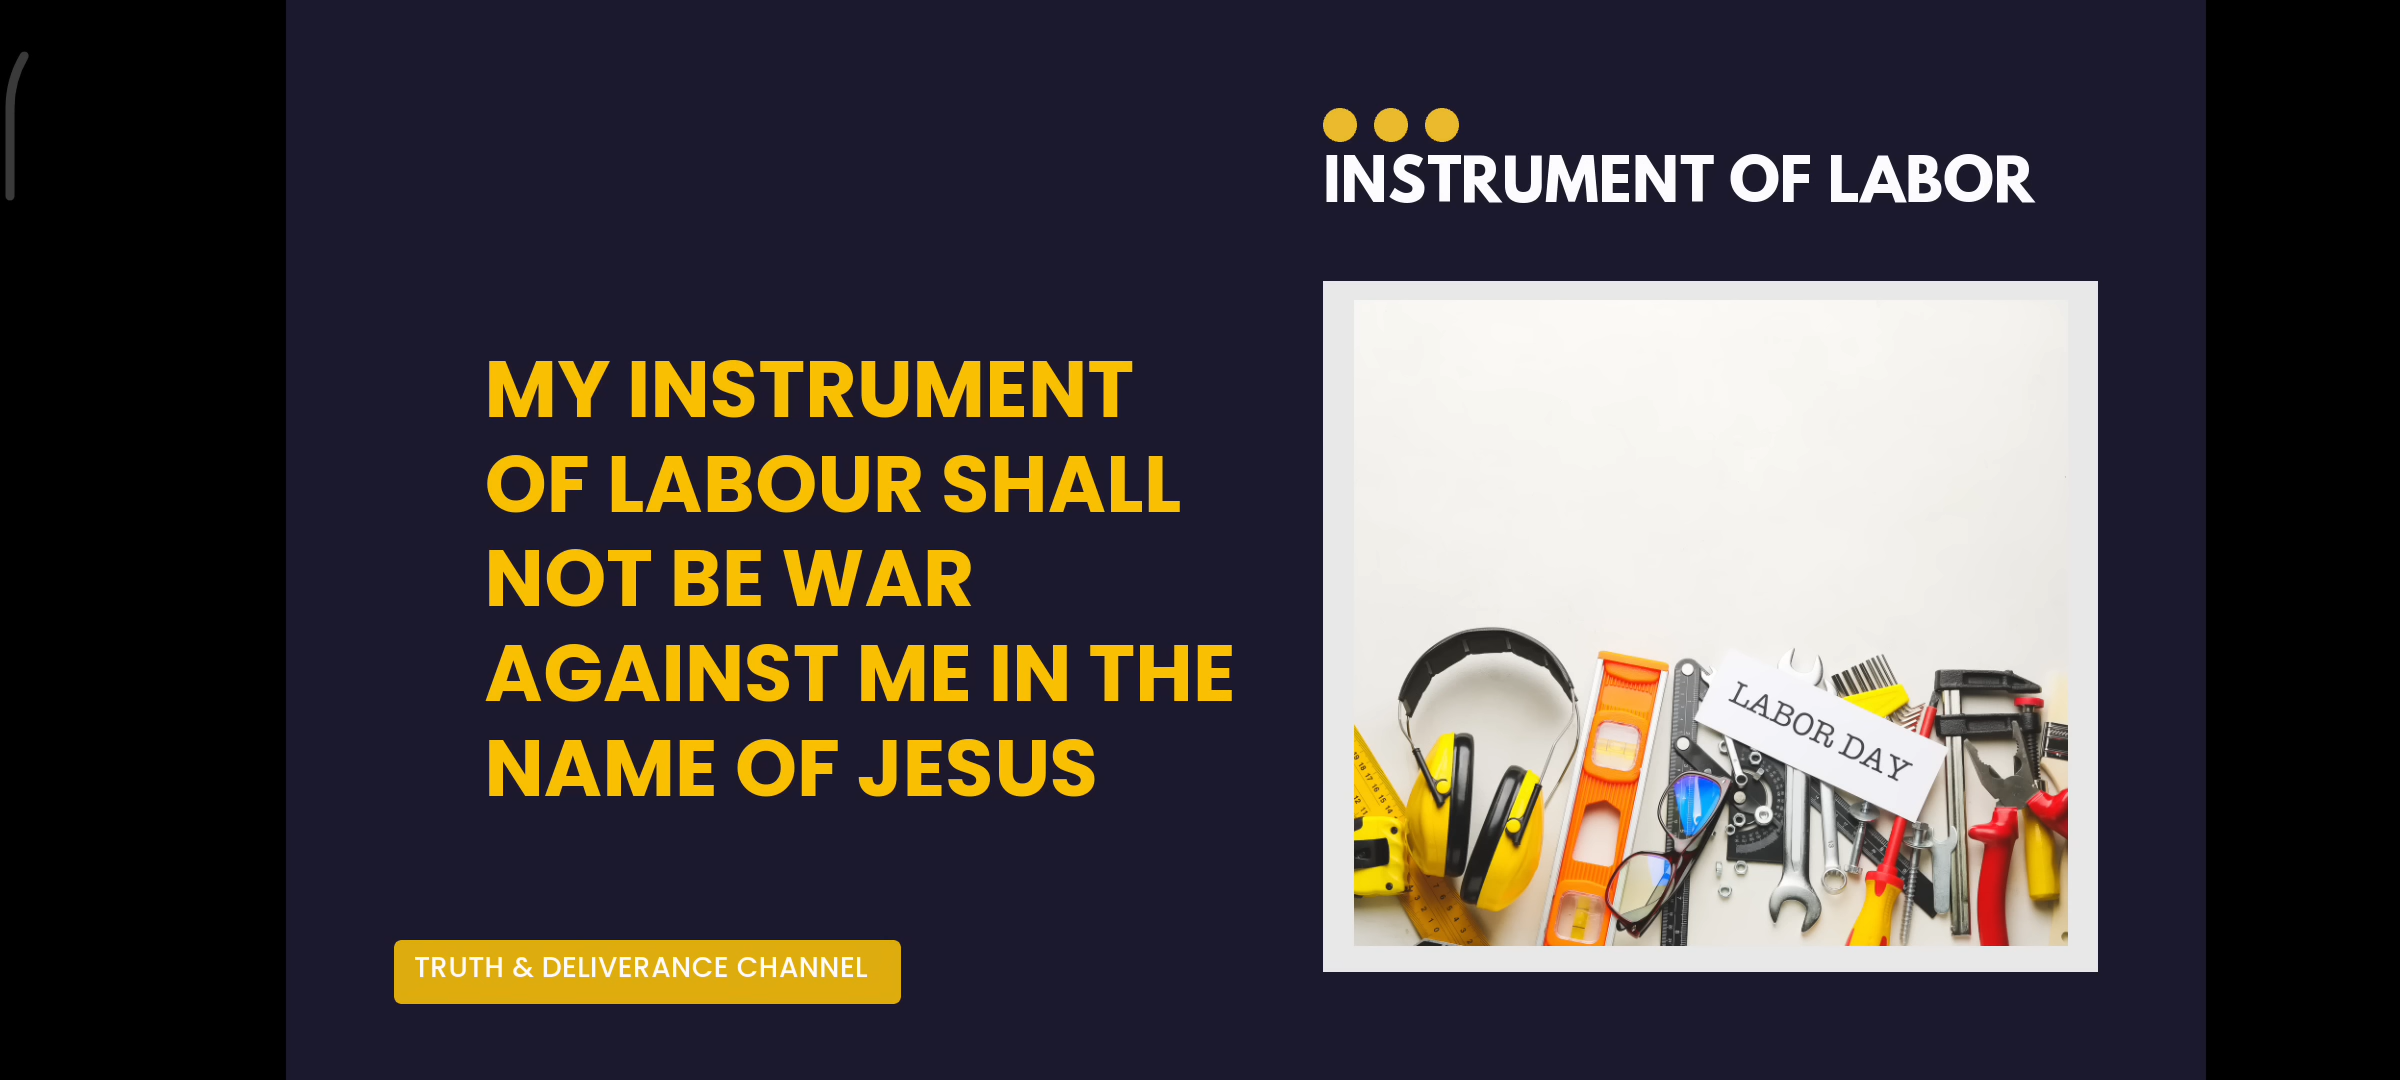 INSTRUMENT OF LABOR
MY INSTRUMENT
OF LABOUR SHALL
NOT BE WAR
AGAINST ME IN THE
NAME OF JESUS
LABOR DAY
TRUTH & DELIVERANCE CHANNEL